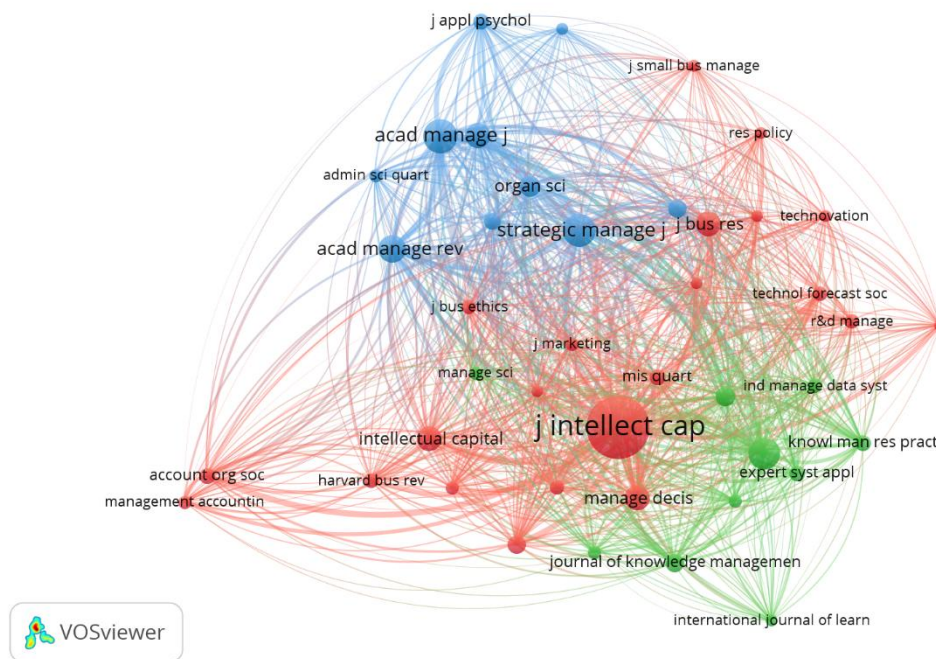 j appl psychol
j small bus manage
acad manage j
res policy
admin sci quart
organ sci
technovation
strategic manage j
j bus res
acad manage rev
technol forecast soc
j bus ethics
r&d manage
j marketing
manage sci
mis quart
ind manage data syst
j intellect cap
intellectual capital
knowl man res pract
account org soc
harvard bus rev
expert syst appl
management accountin
manage decis
journal of knowledge managemen
international journal of learn
VOSviewer